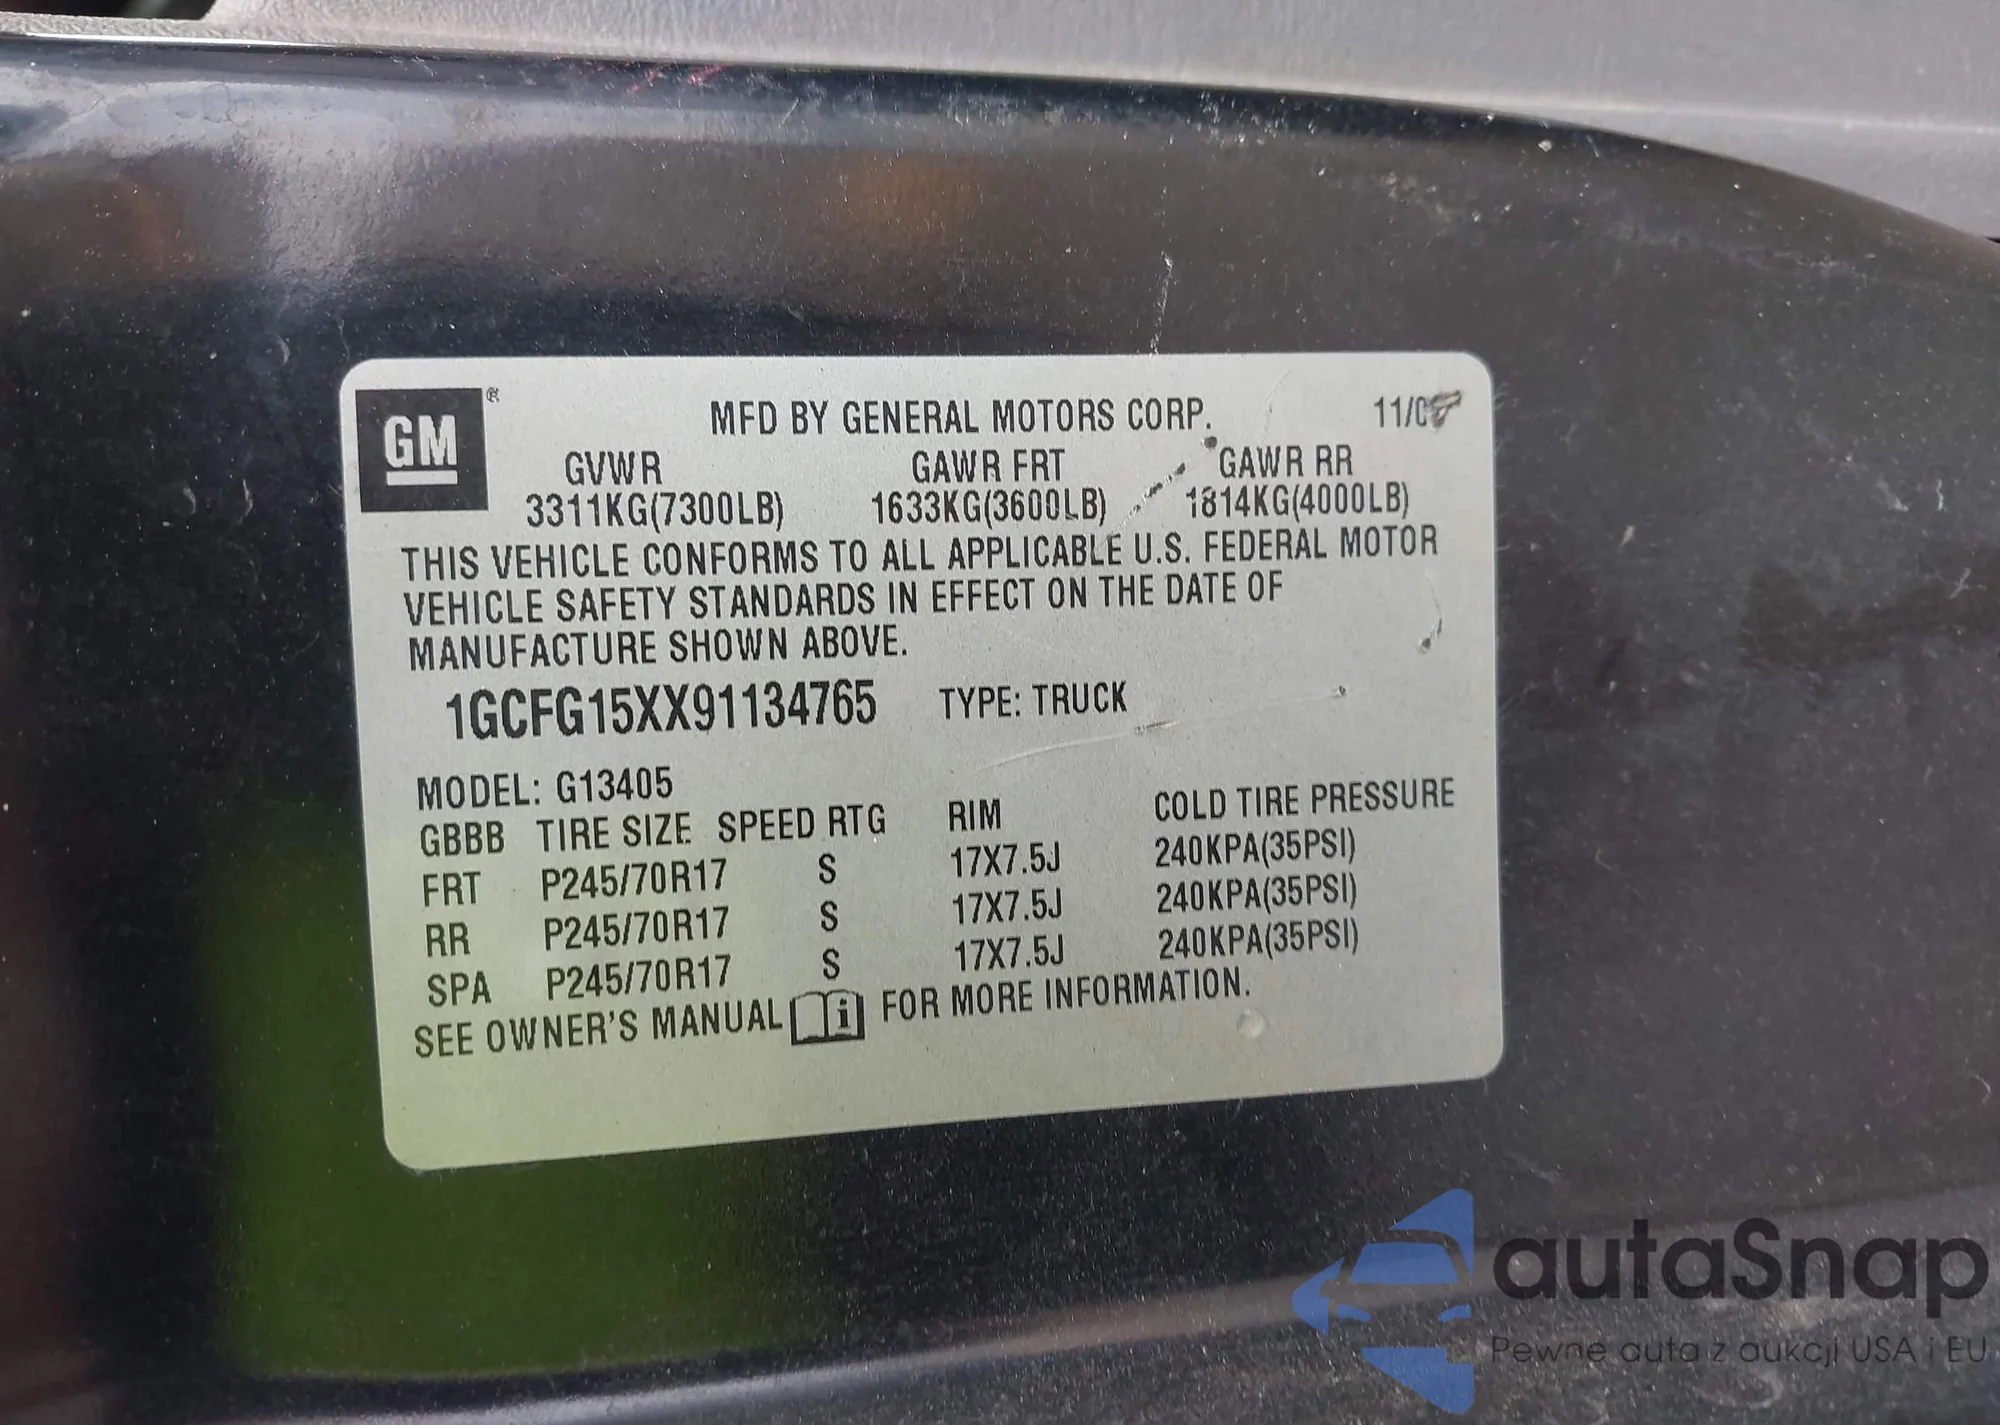 GM®
MFD BY GENERAL MOTORS CORP.
GVWR GAWR FRT GAWR RR
3311KG(7300LB) 1633KG(3600LB) 1814KG(4000LB)
THIS VEHICLE CONFORMS TO ALL APPLICABLE U.S. FEDERAL MOTOR
VEHICLE SAFETY STANDARDS IN EFFECT ON THE DATE OF
MANUFACTURE SHOWN ABOVE.
1GCFG15XX91134765 TYPE: TRUCK
MODEL: G13405
GBBB TIRE SIZE SPEED RTG RIM COLD TIRE PRESSURE
FRT P245/70R17 S 17X7.5J 240KPA(35PSI)
RR P245/70R17 S 17X7.5J 240KPA(35PSI)
SPA P245/70R17 S 17X7.5J 240KPA(35PSI)
SEE OWNER'S MANUAL FOR MORE INFORMATION.
autaSnap
Pewne auta z aukcji USA i EU